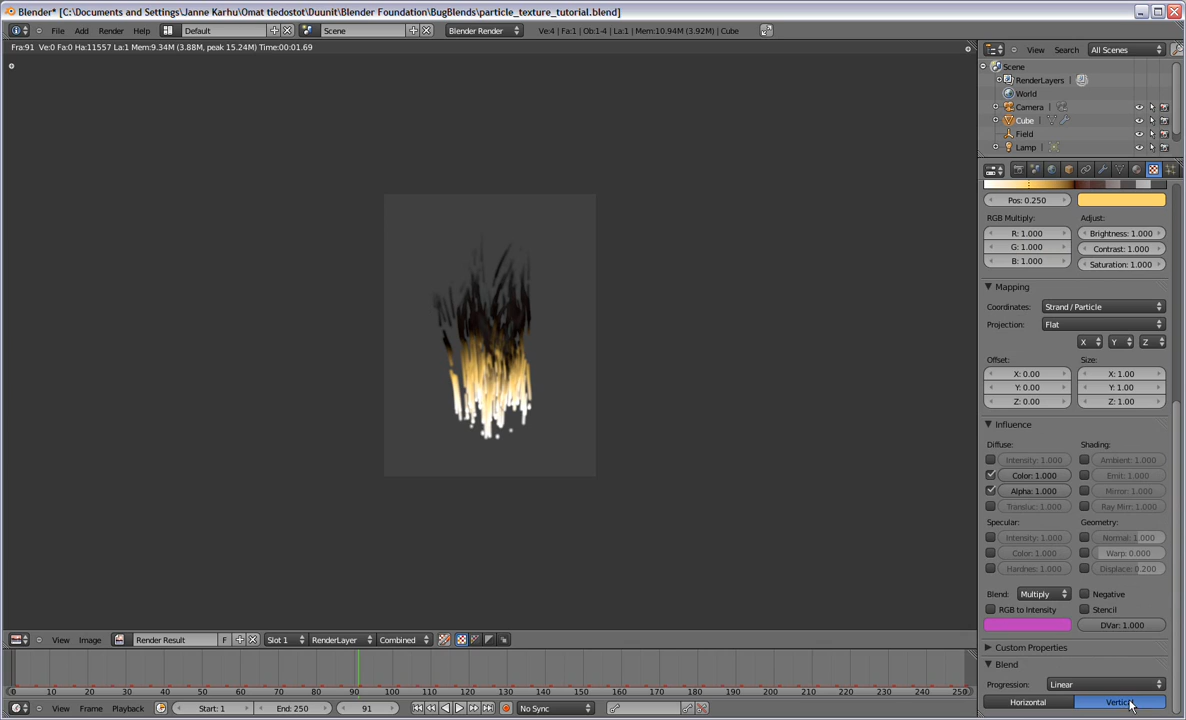 Blender* [C:\Documents and Settings\Janne Karhu\Omat tiedostot\Duunit\Blender Foundation\BugBlends\particle_texture_tutorial.blend]
File Add Render Help Default Scene Blender Render Ve:4 | Fa:1 | Ob:1-4 | La:1 | Mem:10.94M (3.92M) | Cube
Fra:91 Ve:0 Fa:0 Ha:11557 La:1 Mem:9.34M (3.88M, peak 15.24M) Time:00:01.69
View Search All Scenes
Scene
RenderLayers |
World
Camera |
Cube |
Field
Lamp |
Pos: 0.250
RGB Multiply: Adjust:
R: 1.000 Brightness: 1.000
G: 1.000 Contrast: 1.000
B: 1.000 Saturation: 1.000
Mapping
Coordinates: Strand / Particle
Projection: Flat
X Y Z
Offset: Size:
X: 0.00 X: 1.00
Y: 0.00 Y: 1.00
Z: 0.00 Z: 1.00
Influence
Diffuse: Shading:
Intensity: 1.000 Ambient: 1.000
Color: 1.000 Emit: 1.000
Alpha: 1.000 Mirror: 1.000
Transluc: 1.000 Ray Mirr: 1.000
Specular: Geometry:
Intensity: 1.000 Normal: 1.000
Color: 1.000 Warp: 0.000
Hardnes: 1.000 Displace: 0.200
Blend: Multiply Negative
RGB to Intensity Stencil
DVar: 1.000
Custom Properties
Blend
Progression: Linear
Horizontal Vertical
View Image Render Result F Slot 1 RenderLayer Combined
0 10 20 30 40 50 60 70 80 90 100 110 120 130 140 150 160 170 180 190 200 210 220 230 240 250
View Frame Playback Start: 1 End: 250 91 No Sync